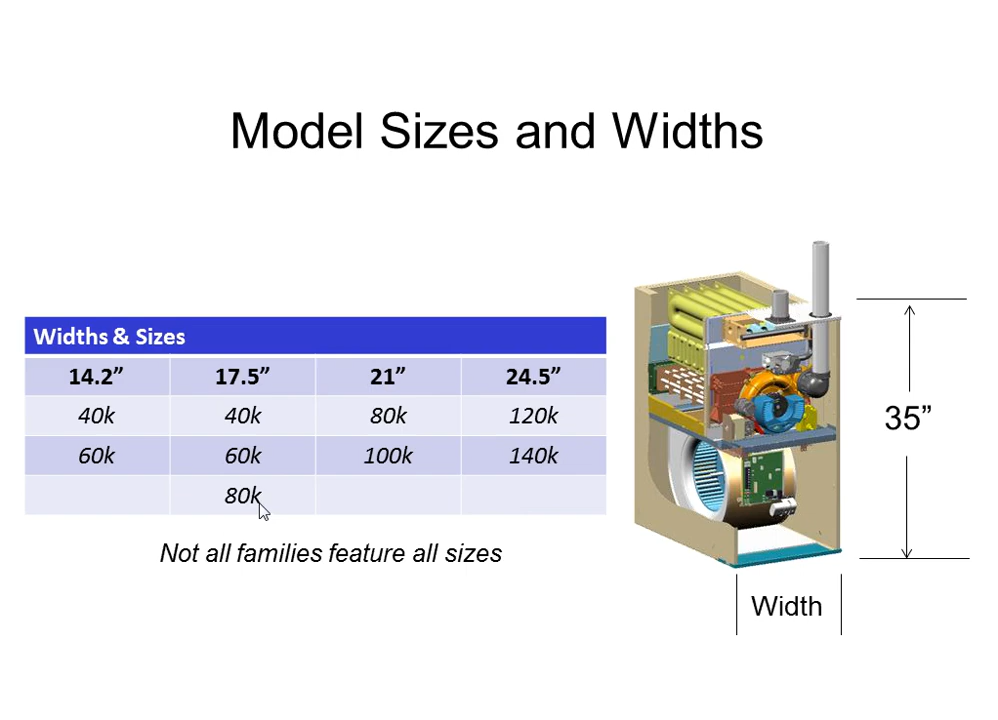 Model Sizes and Widths
Widths & Sizes
14.2” 17.5” 21” 24.5”
40k 40k 80k 120k
60k 60k 100k 140k
80k
Not all families feature all sizes
35”
Width